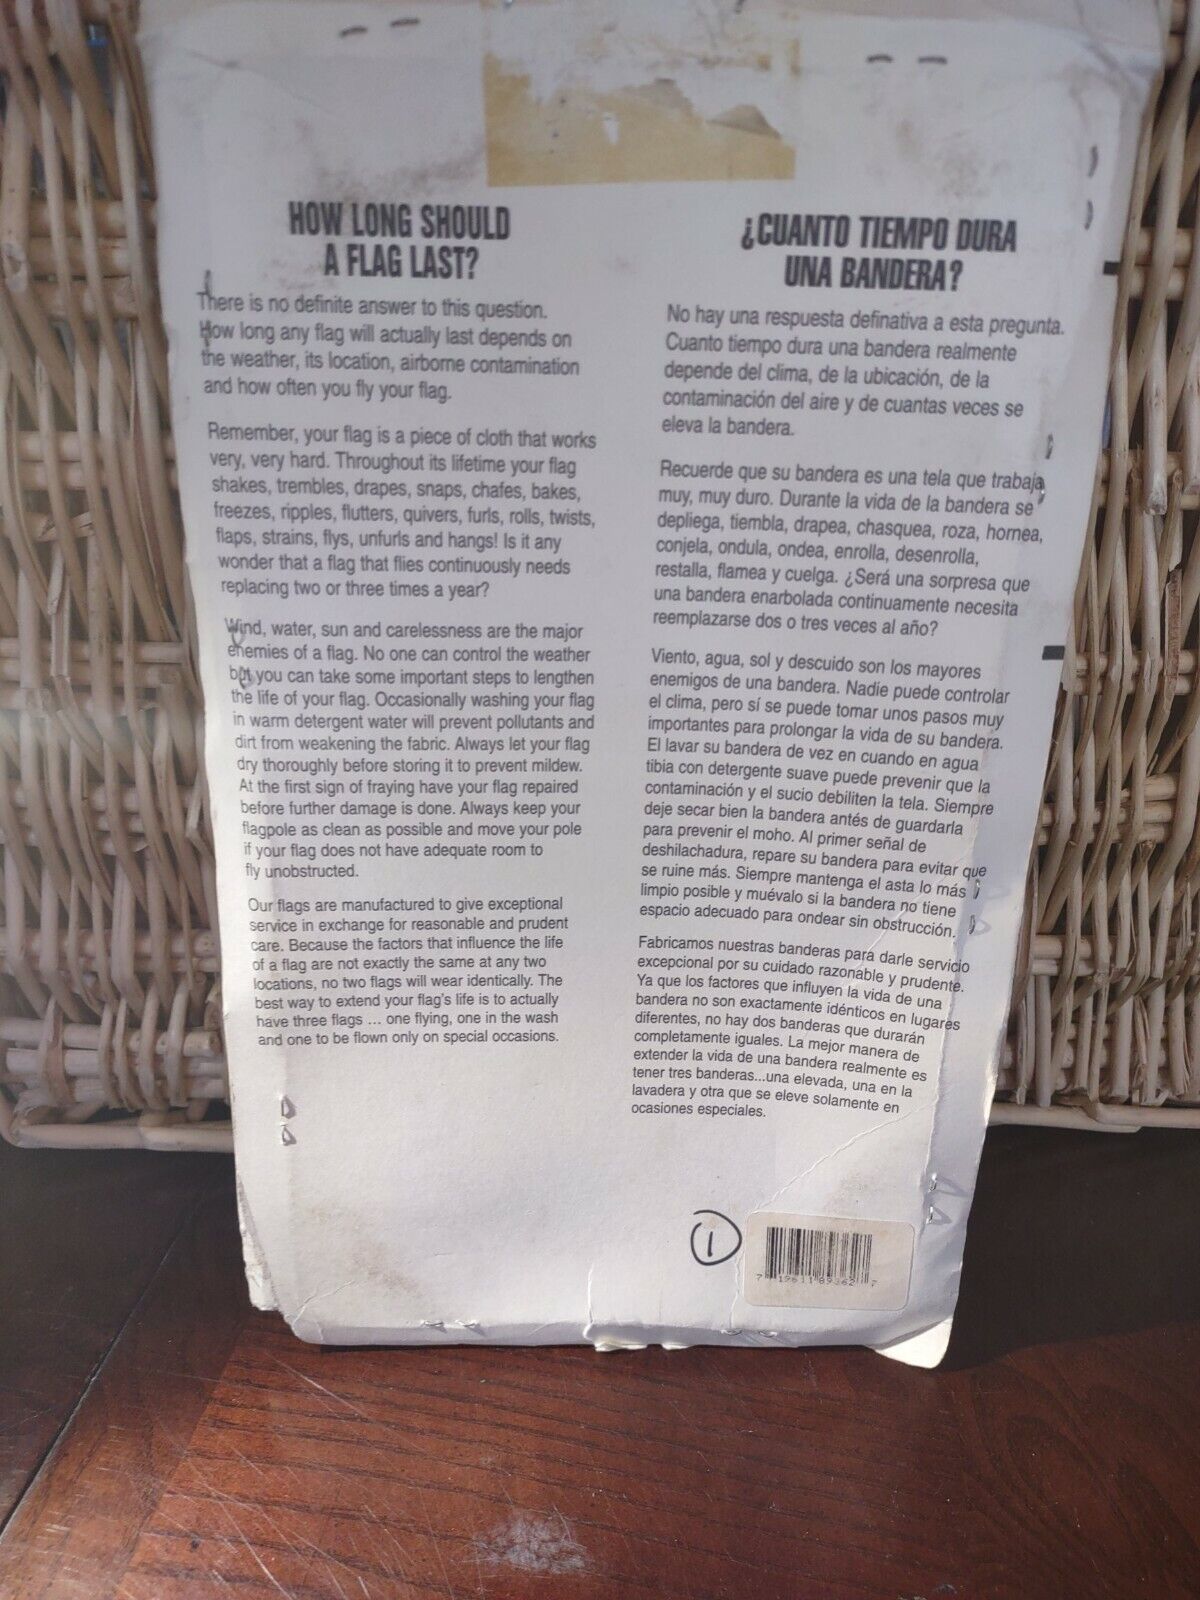 HOW LONG SHOULD
A FLAG LAST?
There is no definite answer to this question.
How long any flag will actually last depends on
the weather, its location, airborne contamination
and how often you fly your flag.
Remember, your flag is a piece of cloth that works
very, very hard. Throughout its lifetime your flag
shakes, trembles, drapes, snaps, chafes, bakes,
freezes, ripples, flutters, quivers, furls, rolls, twists,
flaps, strains, flys, unfurls and hangs! Is it any
wonder that a flag that flies continuously needs
replacing two or three times a year?
Wind, water, sun and carelessness are the major
enemies of a flag. No one can control the weather
but you can take some important steps to lengthen
the life of your flag. Occasionally washing your flag
in warm detergent water will prevent pollutants and
dirt from weakening the fabric. Always let your flag
dry thoroughly before storing it to prevent mildew.
At the first sign of fraying have your flag repaired
before further damage is done. Always keep your
flagpole as clean as possible and move your pole
if your flag does not have adequate room to
fly unobstructed.
Our flags are manufactured to give exceptional
service in exchange for reasonable and prudent
care. Because the factors that influence the life
of a flag are not exactly the same at any two
locations, no two flags will wear identically. The
best way to extend your flag's life is to actually
have three flags ... one flying, one in the wash
and one to be flown only on special occasions.
¿CUANTO TIEMPO DURA
UNA BANDERA?
No hay una respuesta definativa a esta pregunta.
Cuanto tiempo dura una bandera realmente
depende del clima, de la ubicación, de la
contaminación del aire y de cuantas veces se
eleva la bandera.
Recuerde que su bandera es una tela que trabaja
muy, muy duro. Durante la vida de la bandera se
depliega, tiembla, drapea, chasquea, roza, hornea,
conjela, ondula, ondea, enrolla, desenrolla,
restalla, flamea y cuelga. ¿Será una sorpresa que
una bandera enarbolada continuamente necesita
reemplazarse dos o tres veces al año?
Viento, agua, sol y descuido son los mayores
enemigos de una bandera. Nadie puede controlar
el clima, pero sí se puede tomar unos pasos muy
importantes para prolongar la vida de su bandera.
El lavar su bandera de vez en cuando en agua
tibia con detergente suave puede prevenir que la
contaminación y el sucio debiliten la tela. Siempre
deje secar bien la bandera antés de guardarla
para prevenir el moho. Al primer señal de
deshilachadura, repare su bandera para evitar que
se ruine más. Siempre mantenga el asta lo más
limpio posible y muévalo si la bandera no tiene
espacio adecuado para ondear sin obstrucción.
Fabricamos nuestras banderas para darle servicio
excepcional por su cuidado razonable y prudente.
Ya que los factores que influyen la vida de una
bandera no son exactamente idénticos en lugares
diferentes, no hay dos banderas que durarán
completamente iguales. La mejor manera de
extender la vida de una bandera realmente es
tener tres banderas...una elevada, una en la
lavadera y otra que se eleve solamente en
ocasiones especiales.
1
7 19611 89362 7